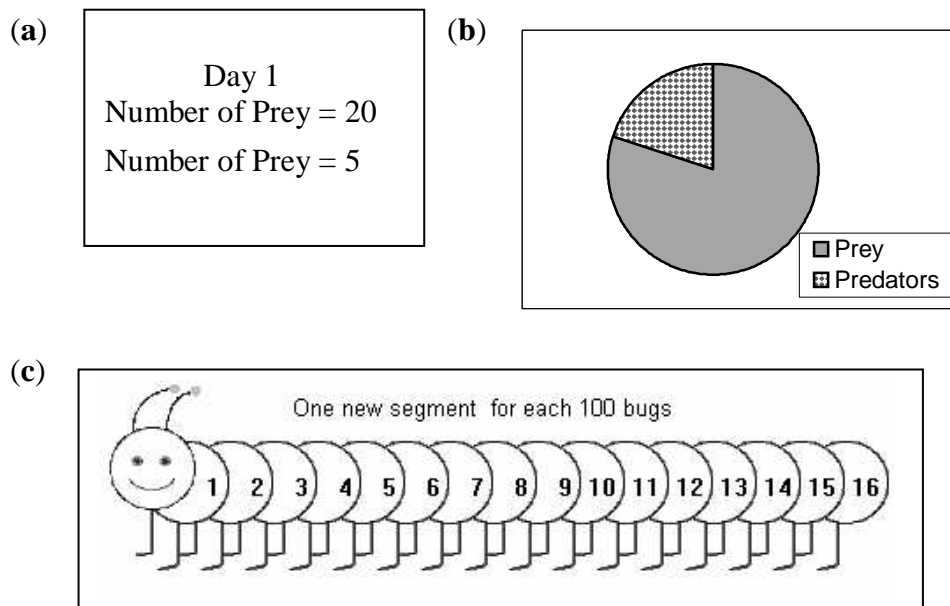 (a)
Day 1
Number of Prey = 20
Number of Prey = 5
(b)
Prey
Predators
(c)
One new segment for each 100 bugs
1 2 3 4 5 6 7 8 9 10 11 12 13 14 15 16